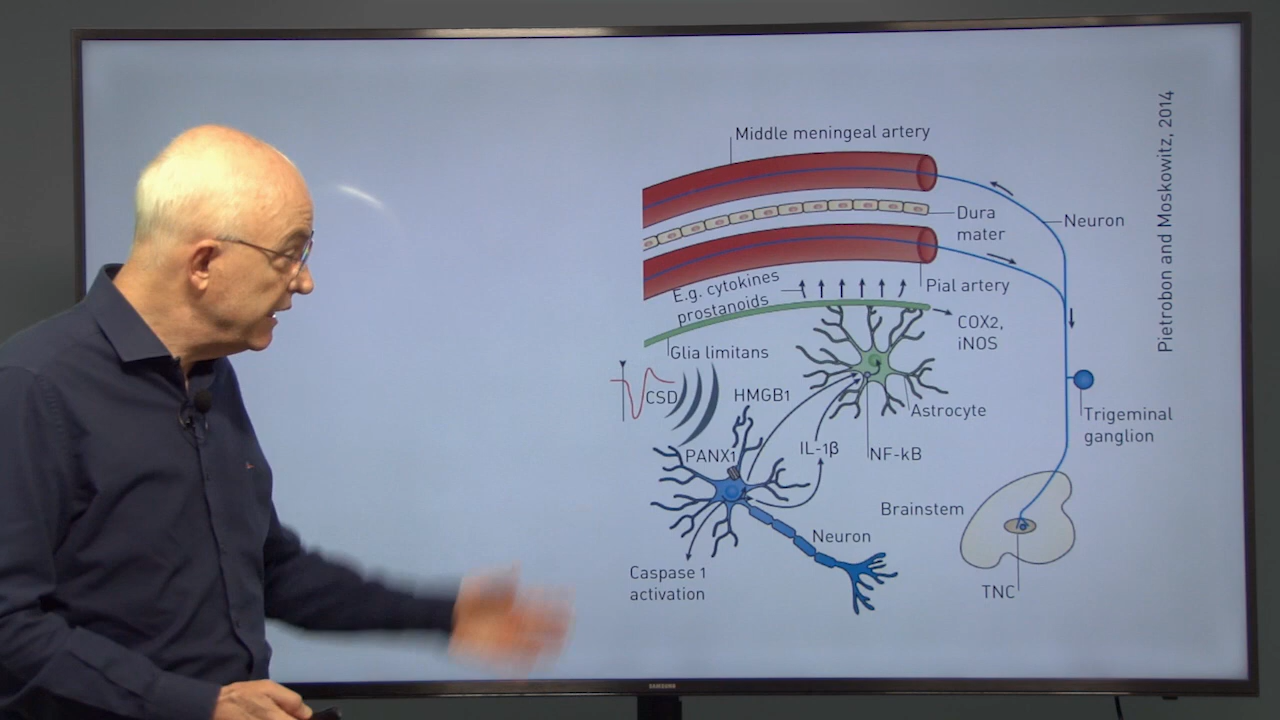 Middle meningeal artery
Dura
mater
Neuron
E.g. cytokines
prostanoids
Pial artery
COX2,
iNOS
Glia limitans
CSD
HMGB1
Astrocyte
Trigeminal
ganglion
PANX1
IL-1β
NF-kB
Brainstem
Neuron
Caspase 1
activation
TNC
Pietrobon and Moskowitz, 2014
SAMSUNG